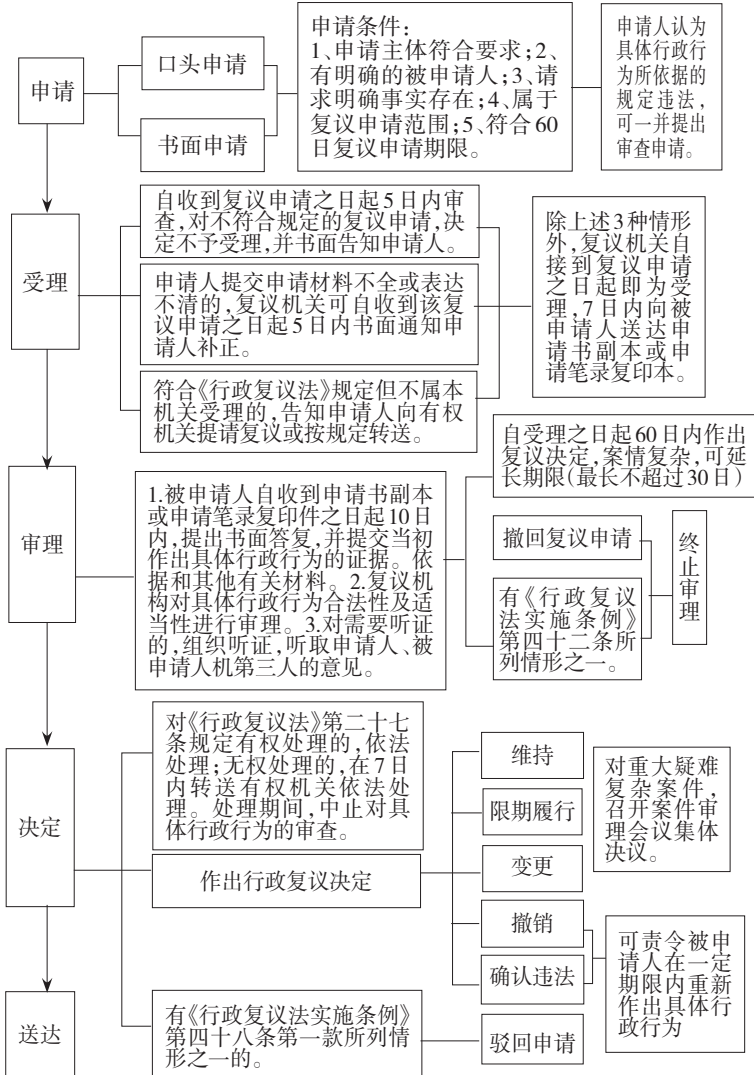 申请
口头申请
书面申请
申请条件:
1、申请主体符合要求;2、
有明确的被申请人;3、请
求明确事实存在;4、属于
复议申请范围;5、符合60
日复议申请期限。
申请人认为
具体行政行
为所依据的
规定违法,
可一并提出
审查申请。
受理
自收到复议申请之日起5日内审
查,对不符合规定的复议申请,决
定不予受理,并书面告知申请人。
申请人提交申请材料不全或表达
不清的,复议机关可自收到该复
议申请之日起5日内书面通知申
请人补正。
符合《行政复议法》规定但不属本
机关受理的,告知申请人向有权
机关提请复议或按规定转送。
除上述3种情形
外,复议机关自
接到复议申请
之日起即为受
理,7日内向被
申请人送达申
请书副本或申
请笔录复印本。
审理
1.被申请人自收到申请书副本
或申请笔录复印件之日起10日
内,提出书面答复,并提交当初
作出具体行政行为的证据。依
据和其他有关材料。2.复议机
构对具体行政行为合法性及适
当性进行审理。3.对需要听证
的,组织听证,听取申请人、被
申请人机第三人的意见。
自受理之日起60日内作出
复议决定,案情复杂,可延
长期限(最长不超过30日)
撤回复议申请
有《行政复议
法实施条例》
第四十二条所
列情形之一。
终止审理
决定
对《行政复议法》第二十七
条规定有权处理的,依法
处理;无权处理的,在7日
内转送有权机关依法处
理。处理期间,中止对具
体行政行为的审查。
作出行政复议决定
有《行政复议法实施条例》
第四十八条第一款所列情
形之一的。
维持
限期履行
变更
撤销
确认违法
驳回申请
对重大疑难
复杂案件,
召开案件审
理会议集体
决议。
可责令被申
请人在一定
期限内重新
作出具体行
政行为
送达